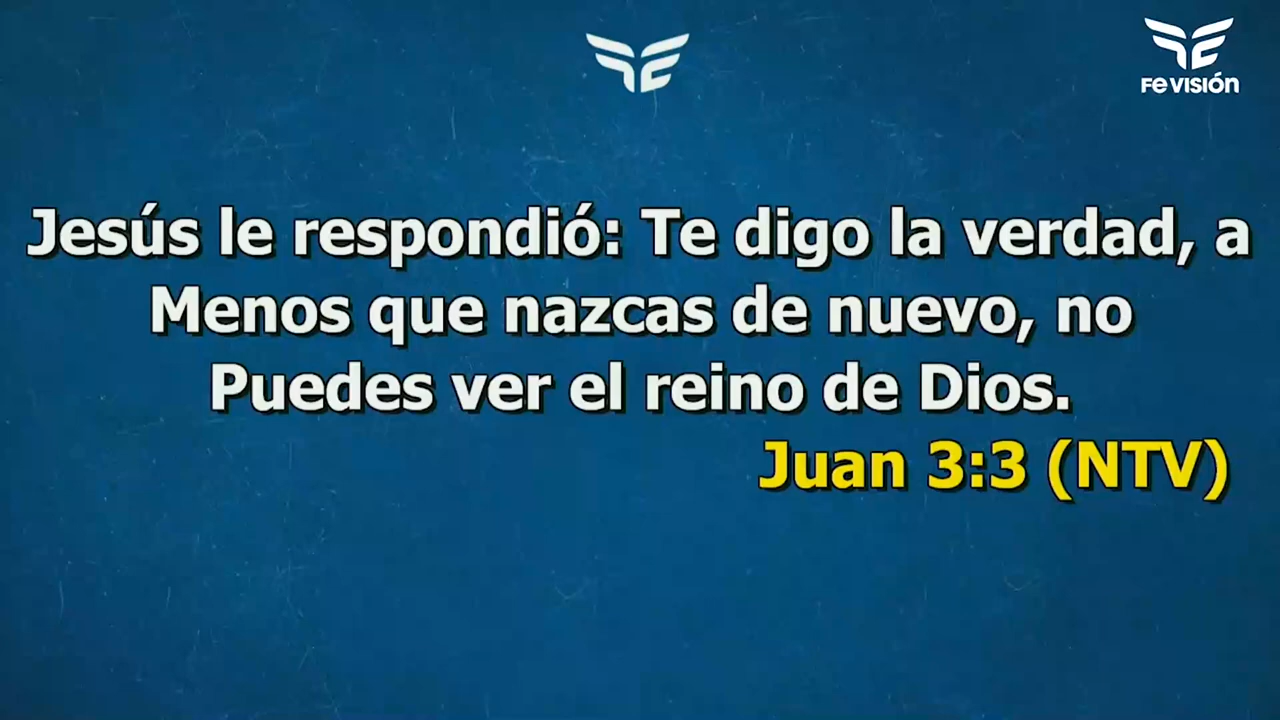 FE VISIÓN
Jesús le respondió: Te digo la verdad, a
Menos que nazcas de nuevo, no
Puedes ver el reino de Dios.
Juan 3:3 (NTV)